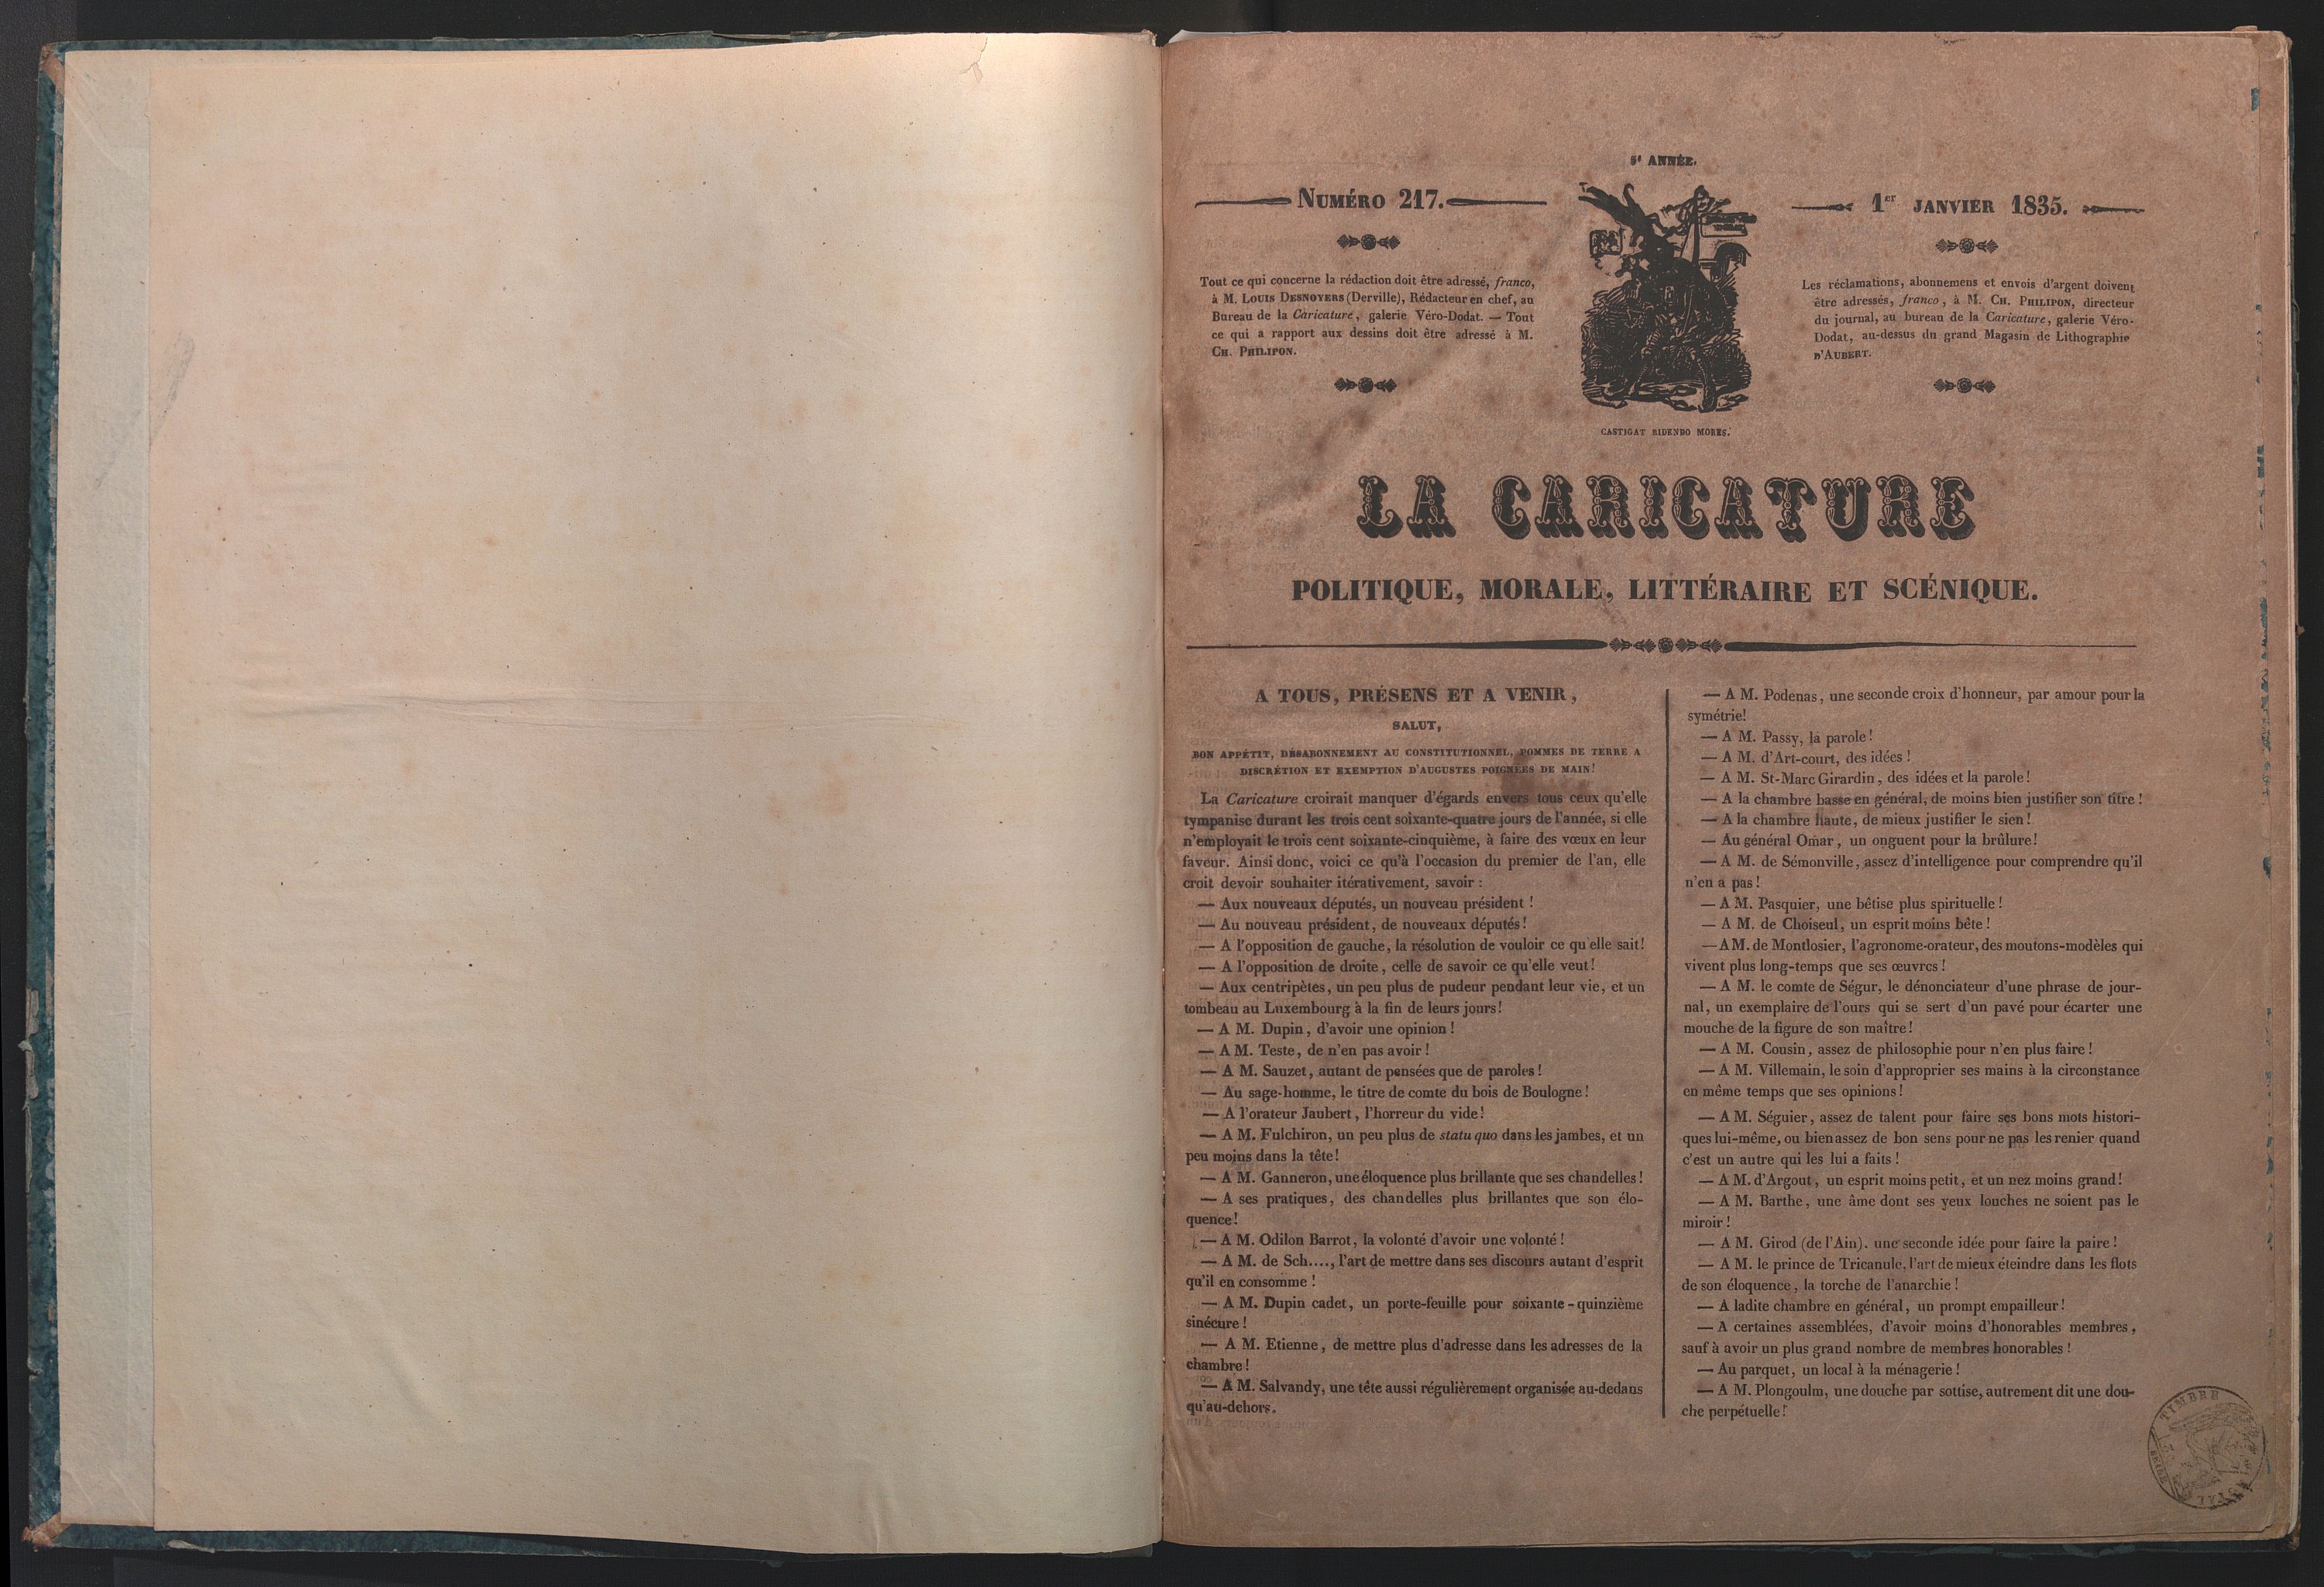 5e ANNÉE.
NUMÉRO 217.
1er JANVIER 1835.
Tout ce qui concerne la rédaction doit être adressé, franco,
à M. LOUIS DESNOYERS (Derville), Rédacteur en chef, au
Bureau de la Caricature, galerie Véro-Dodat. — Tout
ce qui a rapport aux dessins doit être adressé à M.
CH. PHILIPON.
Les réclamations, abonnemens et envois d'argent doivent
être adressés, franco, à M. CH. PHILIPON, directeur
du journal, au bureau de la Caricature, galerie Véro-
Dodat, au-dessus du grand Magasin de Lithographie
D'AUBERT.
CASTIGAT RIDENDO MORES.
LA CARICATURE
POLITIQUE, MORALE, LITTÉRAIRE ET SCÉNIQUE.
A TOUS, PRÉSENS ET A VENIR,
SALUT,
BON APPÉTIT, DÉSABONNEMENT AU CONSTITUTIONNEL, POMMES DE TERRE A
DISCRÉTION ET EXEMPTION D'AUGUSTES POIGNÉES DE MAIN!
La Caricature croirait manquer d'égards envers tous ceux qu'elle
tympanise durant les trois cent soixante-quatre jours de l'année, si elle
n'employait le trois cent soixante-cinquième, à faire des vœux en leur
faveur. Ainsi donc, voici ce qu'à l'occasion du premier de l'an, elle
croit devoir souhaiter itérativement, savoir :
— Aux nouveaux députés, un nouveau président !
— Au nouveau président, de nouveaux députés!
— A l'opposition de gauche, la résolution de vouloir ce qu'elle sait!
— A l'opposition de droite, celle de savoir ce qu'elle veut!
— Aux centripètes, un peu plus de pudeur pendant leur vie, et un
tombeau au Luxembourg à la fin de leurs jours!
— A M. Dupin, d'avoir une opinion !
— A M. Teste, de n'en pas avoir !
— A M. Sauzet, autant de pensées que de paroles !
— Au sage-homme, le titre de comte du bois de Boulogne!
— A l'orateur Jaubert, l'horreur du vide!
— A M. Fulchiron, un peu plus de statu quo dans les jambes, et un
peu moins dans la tête!
— A M. Ganneron, une éloquence plus brillante que ses chandelles!
— A ses pratiques, des chandelles plus brillantes que son élo-
quence!
— A M. Odilon Barrot, la volonté d'avoir une volonté !
— A M. de Sch...., l'art de mettre dans ses discours autant d'esprit
qu'il en consomme !
— A M. Dupin cadet, un porte-feuille pour soixante-quinzième
sinécure!
— A M. Etienne, de mettre plus d'adresse dans les adresses de la
chambre!
— A M. Salvandy, une tête aussi régulièrement organisée au-dedans
qu'au-dehors.
— A M. Podenas, une seconde croix d'honneur, par amour pour la
symétrie!
— A M. Passy, la parole!
— A M. d'Art-court, des idées !
— A M. St-Marc Girardin, des idées et la parole!
— A la chambre basse en général, de moins bien justifier son titre !
— A la chambre haute, de mieux justifier le sien!
— Au général Omar, un onguent pour la brûlure!
— A M. de Sémonville, assez d'intelligence pour comprendre qu'il
n'en a pas!
— A M. Pasquier, une bêtise plus spirituelle !
— A M. de Choiseul, un esprit moins bête !
— A M. de Montlosier, l'agronome-orateur, des moutons-modèles qui
vivent plus long-temps que ses œuvres !
— A M. le comte de Ségur, le dénonciateur d'une phrase de jour-
nal, un exemplaire de l'ours qui se sert d'un pavé pour écarter une
mouche de la figure de son maître!
— A M. Cousin, assez de philosophie pour n'en plus faire !
— A M. Villemain, le soin d'approprier ses mains à la circonstance
en même temps que ses opinions!
— A M. Séguier, assez de talent pour faire ses bons mots histori-
ques lui-même, ou bien assez de bon sens pour ne pas les renier quand
c'est un autre qui les lui a faits !
— A M. d'Argout, un esprit moins petit, et un nez moins grand!
— A M. Barthe, une âme dont ses yeux louches ne soient pas le
miroir !
— A M. Girod (de l'Ain), une seconde idée pour faire la paire !
— A M. le prince de Tricanule, l'art de mieux éteindre dans les flots
de son éloquence, la torche de l'anarchie !
— A ladite chambre en général, un prompt empailleur!
— A certaines assemblées, d'avoir moins d'honorables membres,
sauf à avoir un plus grand nombre de membres honorables !
— Au parquet, un local à la ménagerie !
— A M. Plongoulm, une douche par sottise, autrement dit une dou-
che perpétuelle!
TIMBRE
ROYAL
SEINE